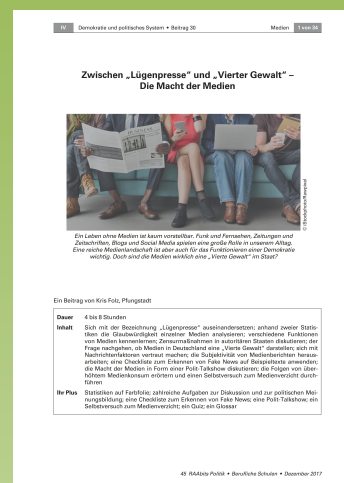 IV Demokratie und politisches System • Beitrag 30 Medien 1 von 34
Zwischen „Lügenpresse“ und „Vierter Gewalt“ –
Die Macht der Medien
© iStockphoto/Rawpixel
Ein Leben ohne Medien ist kaum vorstellbar. Funk und Fernsehen, Zeitungen und
Zeitschriften, Blogs und Social Media spielen eine große Rolle in unserem Alltag.
Eine reiche Medienlandschaft ist aber auch für das Funktionieren einer Demokratie
wichtig. Doch sind die Medien wirklich eine „Vierte Gewalt“ im Staat?
Ein Beitrag von Kris Folz, Pfungstadt
Dauer 4 bis 8 Stunden
Inhalt Sich mit der Bezeichnung „Lügenpresse“ auseinandersetzen; anhand zweier Statis-
tiken die Glaubwürdigkeit einzelner Medien analysieren; verschiedene Funktionen
von Medien kennenlernen; Zensurmaßnahmen in autoritären Staaten diskutieren; der
Frage nachgehen, ob Medien in Deutschland eine „Vierte Gewalt“ darstellen; sich mit
Nachrichtenfaktoren vertraut machen; die Subjektivität von Medienberichten heraus-
arbeiten; eine Checkliste zum Erkennen von Fake News auf Beispieltexte anwenden;
die Macht der Medien in Form einer Polit-Talkshow diskutieren; die Folgen von über-
höhtem Medienkonsum erörtern und einen Selbstversuch zum Medienverzicht durch-
führen
Ihr Plus Statistiken auf Farbfolie; zahlreiche Aufgaben zur Diskussion und zur politischen Mei-
nungsbildung; eine Checkliste zum Erkennen von Fake News; eine Polit-Talkshow; ein
Selbstversuch zum Medienverzicht; ein Quiz; ein Glossar
45 RAAbits Politik • Berufliche Schulen • Dezember 2017